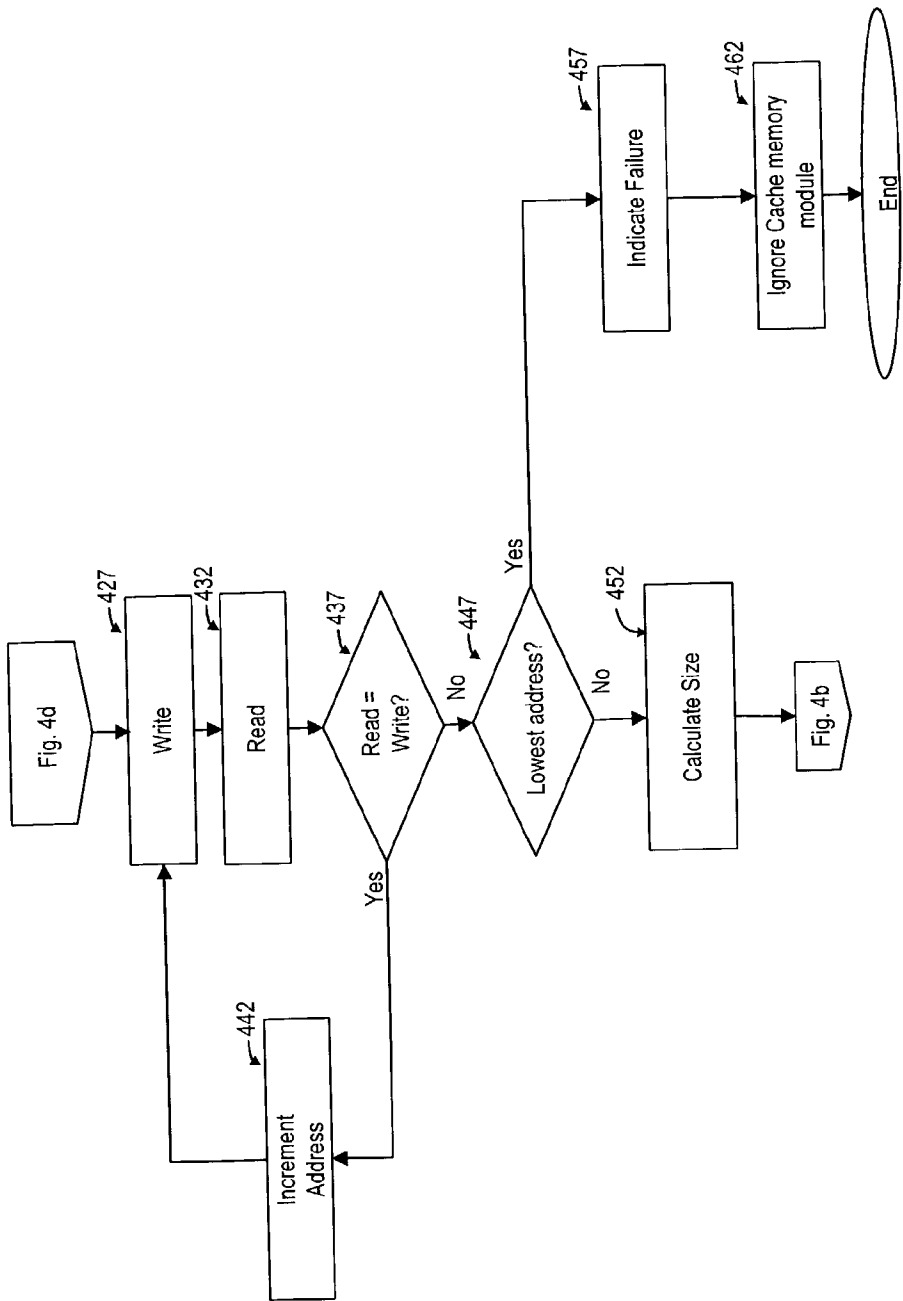 Fig. 4d
427
Write
432
Read
437
Read =
Write?
Yes
No
442
Increment
Address
447
Lowest address?
Yes
No
452
Calculate Size
Fig. 4b
457
Indicate Failure
462
Ignore Cache memory
module
End